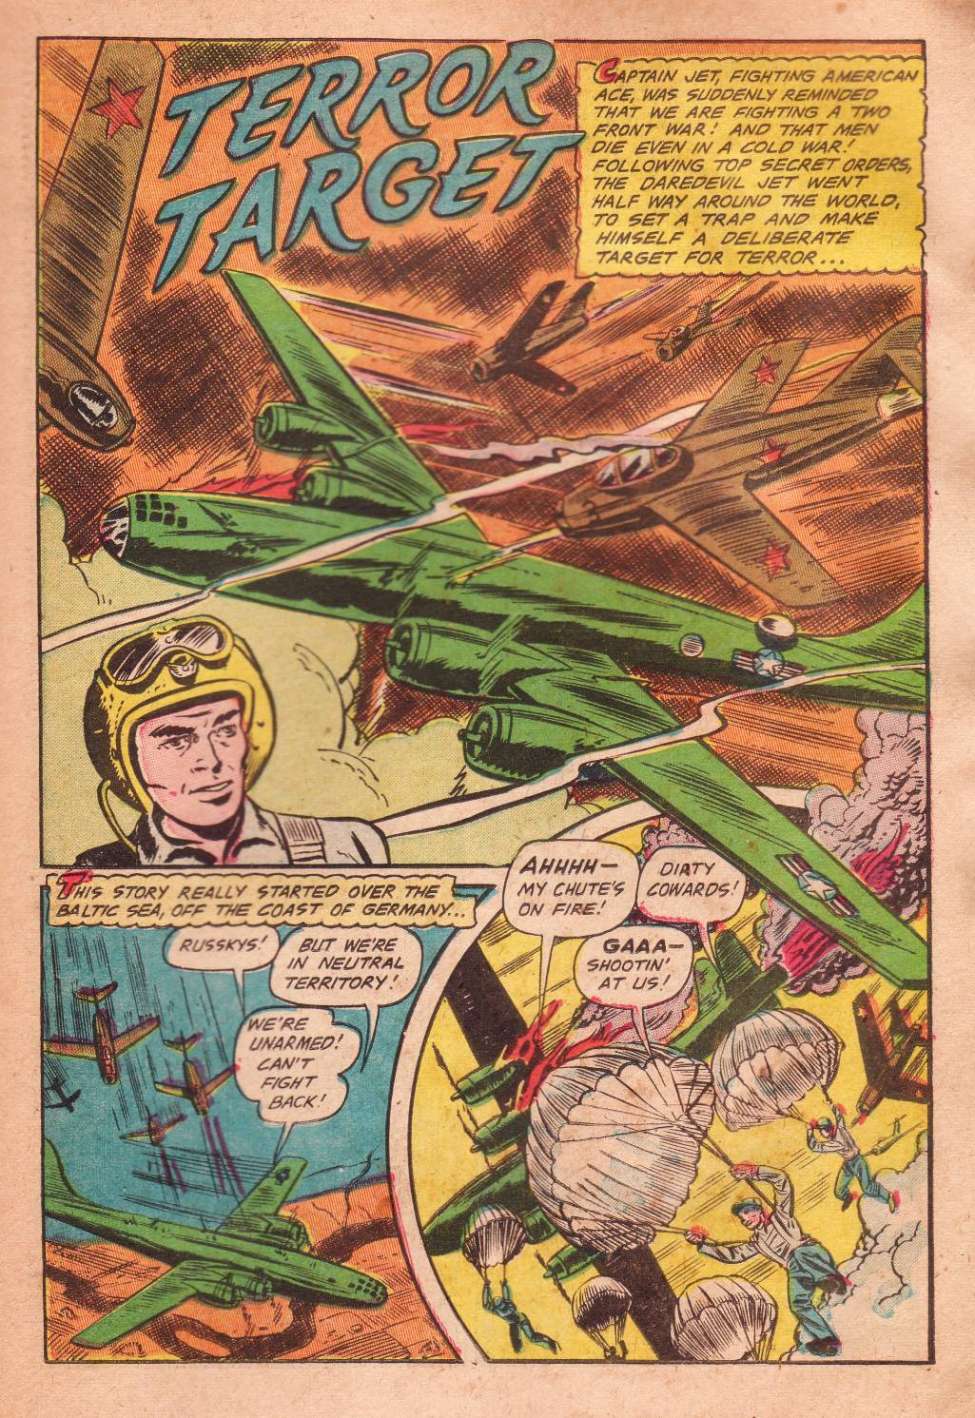 TERROR
TARGET
CAPTAIN JET, FIGHTING AMERICAN
ACE, WAS SUDDENLY REMINDED
THAT WE ARE FIGHTING A TWO
FRONT WAR! AND THAT MEN
DIE EVEN IN A COLD WAR!
FOLLOWING TOP SECRET ORDERS,
THE DAREDEVIL JET WENT
HALF WAY AROUND THE WORLD,
TO SET A TRAP AND MAKE
HIMSELF A DELIBERATE
TARGET FOR TERROR...
THIS STORY REALLY STARTED OVER THE
BALTIC SEA, OFF THE COAST OF GERMANY...
RUSSKYS!
BUT WE'RE
IN NEUTRAL
TERRITORY!
WE'RE
UNARMED!
CAN'T
FIGHT
BACK!
AHHHH—
MY CHUTE'S
ON FIRE!
GAAA—
SHOOTIN'
AT US!
DIRTY
COWARDS!